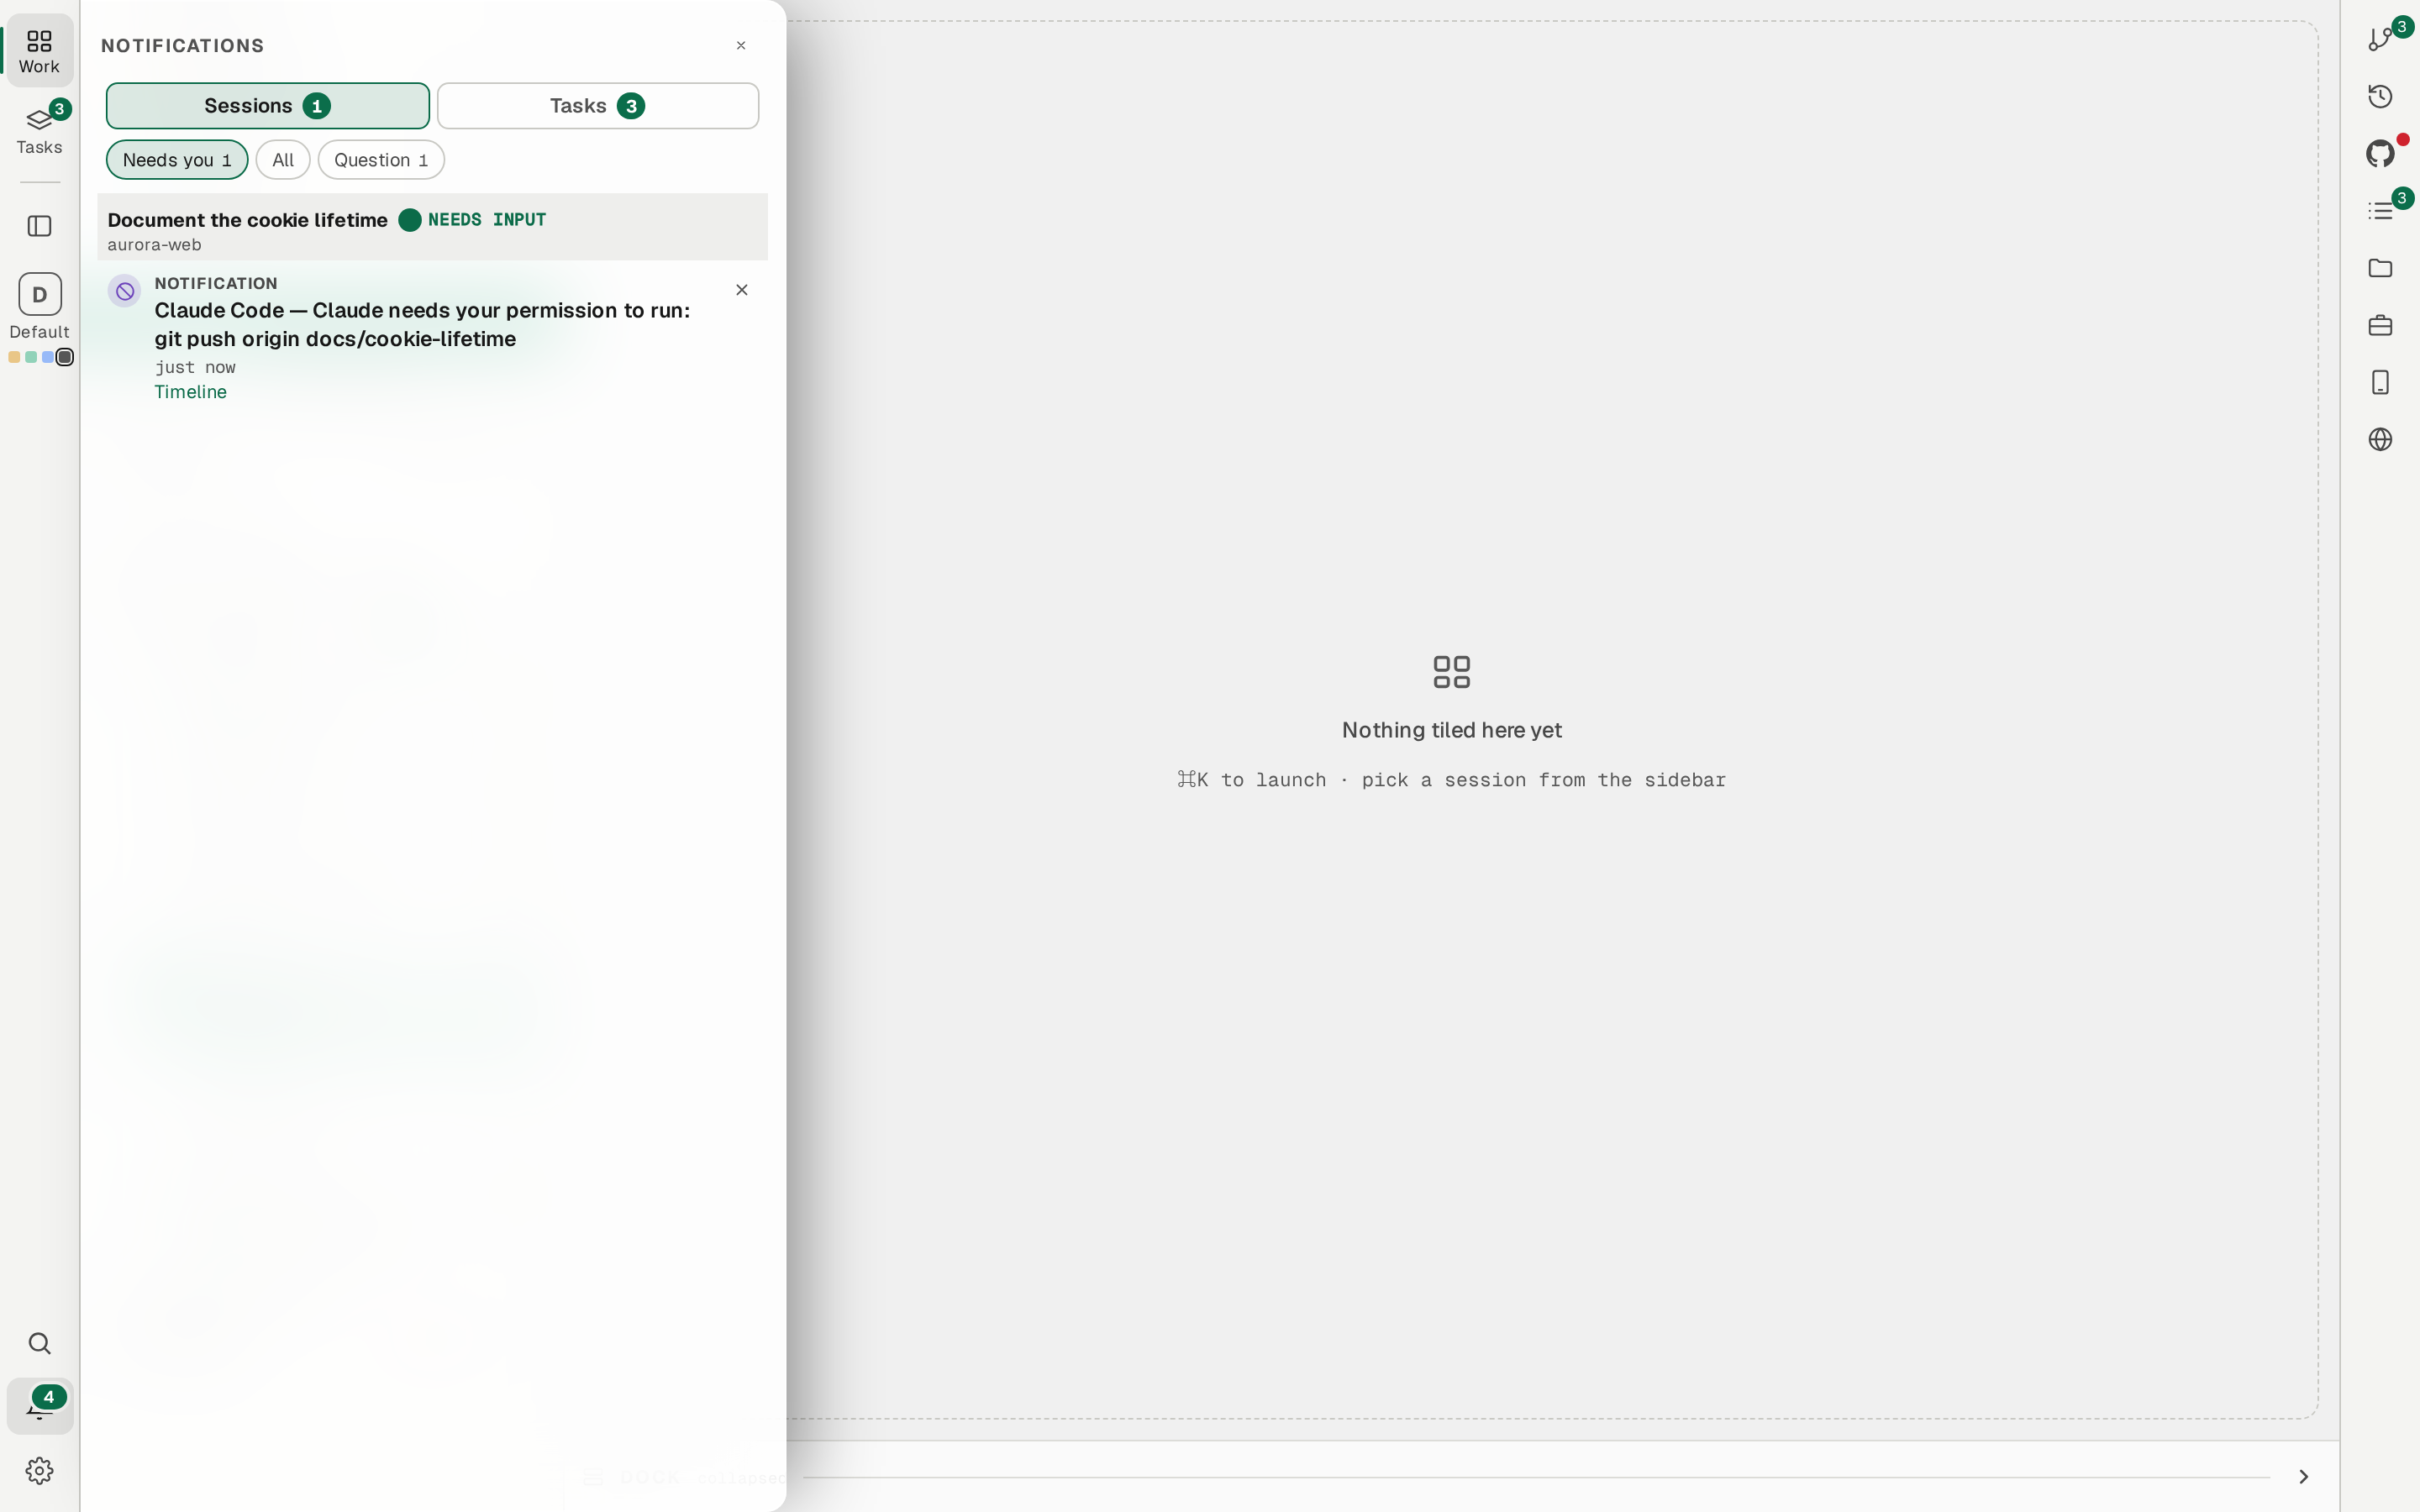 Work
3
Tasks
D
Default
4
NOTIFICATIONS
Sessions 1
Tasks 3
Needs you 1
All
Question 1
Document the cookie lifetime NEEDS INPUT
aurora-web
NOTIFICATION
Claude Code — Claude needs your permission to run:
git push origin docs/cookie-lifetime
just now
Timeline
Nothing tiled here yet
⌘K to launch · pick a session from the sidebar
DOCK collapsed
3
3